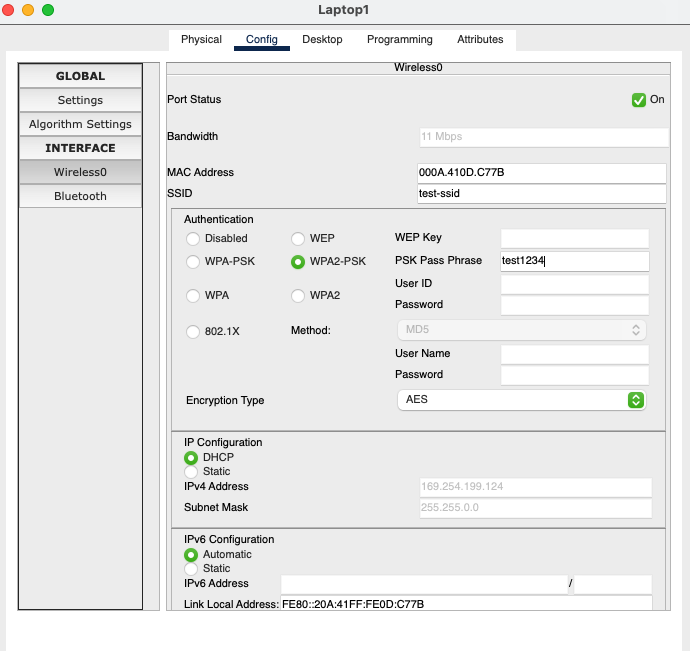 Laptop1
Physical Config Desktop Programming Attributes
GLOBAL
Settings
Algorithm Settings
INTERFACE
Wireless0
Bluetooth
Wireless0
Port Status On
Bandwidth 11 Mbps
MAC Address 000A.410D.C77B
SSID test-ssid
Authentication
Disabled WEP WEP Key
WPA-PSK WPA2-PSK PSK Pass Phrase test1234
User ID
WPA WPA2 Password
802.1X Method: MD5
User Name
Password
Encryption Type AES
IP Configuration
DHCP
Static
IPv4 Address 169.254.199.124
Subnet Mask 255.255.0.0
IPv6 Configuration
Automatic
Static
IPv6 Address /
Link Local Address: FE80::20A:41FF:FE0D:C77B